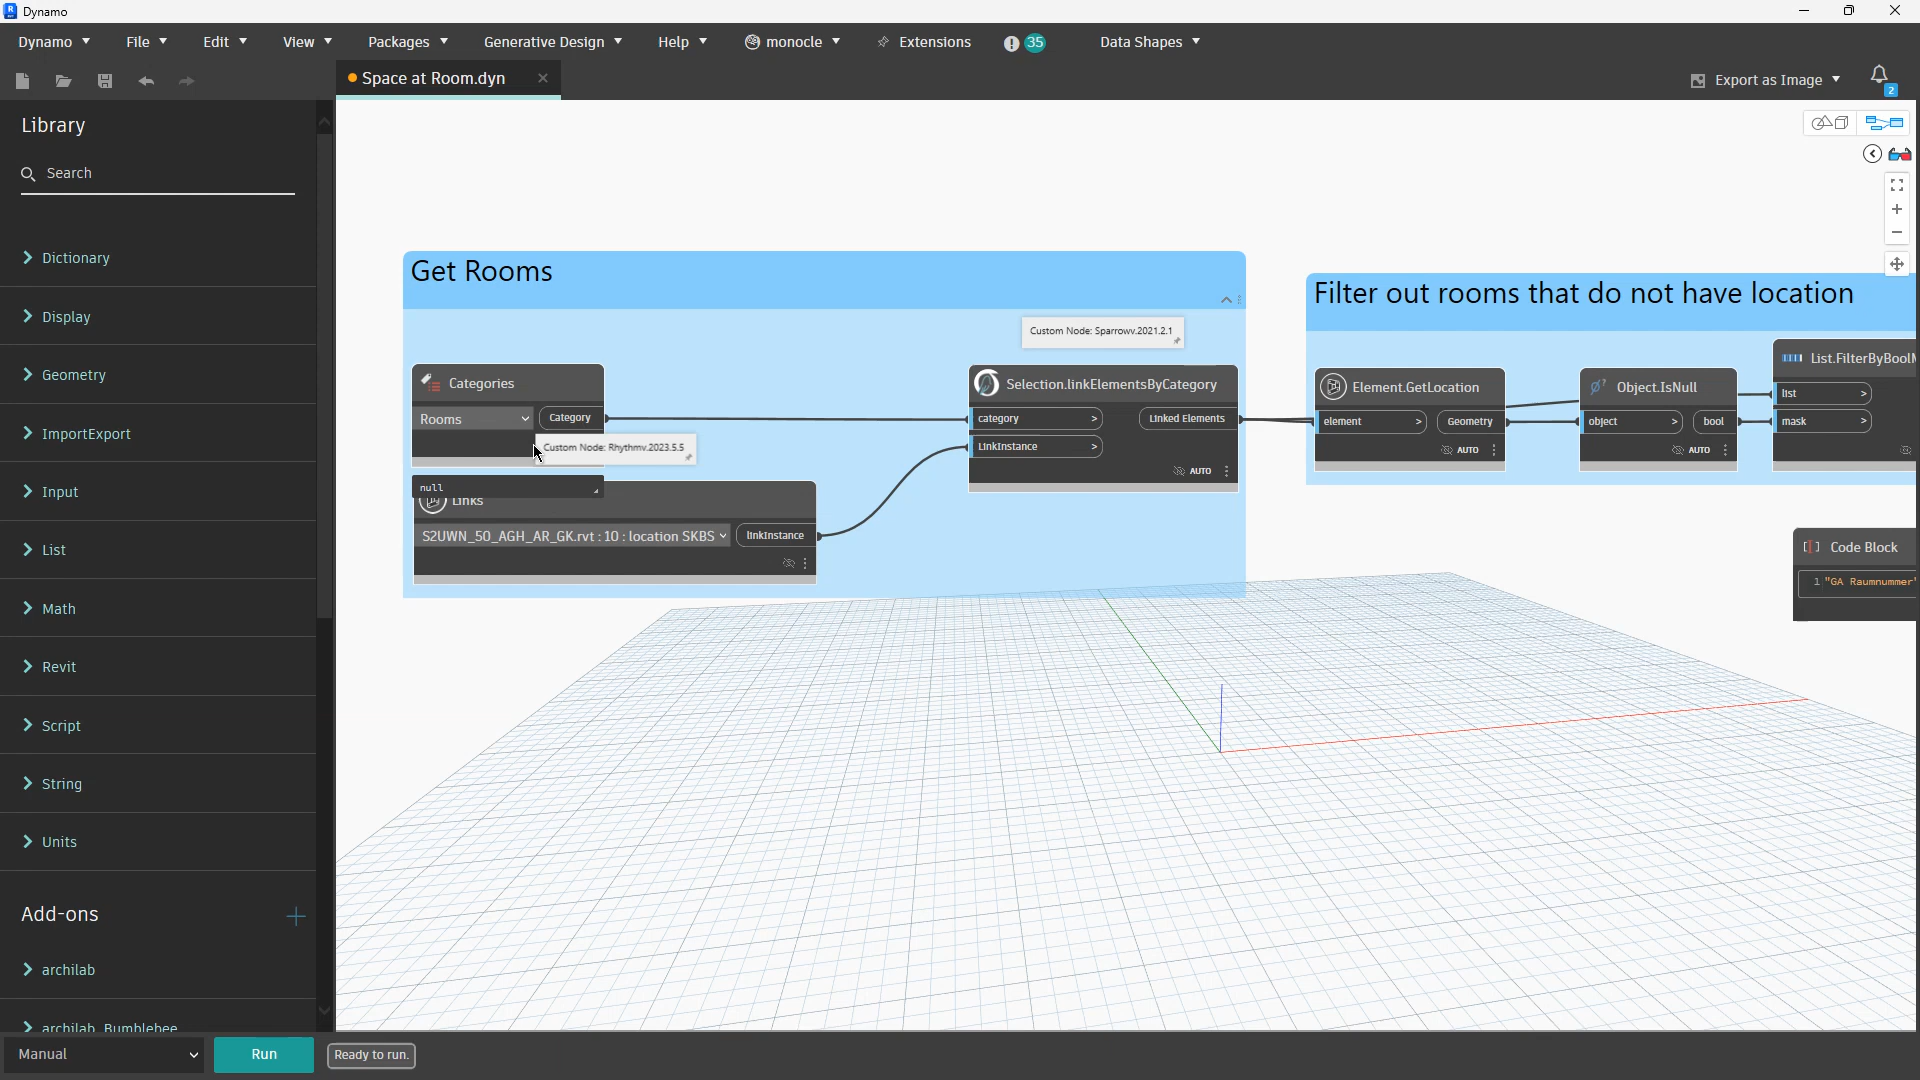 Dynamo
Dynamo File Edit View Packages Generative Design Help monocle Extensions 35 Data Shapes
Space at Room.dyn
Export as Image
2
Library
Search
Dictionary
Display
Geometry
ImportExport
Input
List
Math
Revit
Script
String
Units
Add-ons
archilab
archilab Bumblebee
Manual
Run
Ready to run.
Get Rooms
Custom Node: Sparrowv.2021.2.1
Categories
Rooms
Category
Custom Node: Rhythmv.2023.5.5
null
Links
S2UWN_50_AGH_AR_GK.rvt : 10 : location SKBS
linkInstance
Selection.linkElementsByCategory
category >
Linked Elements
LinkInstance >
AUTO
Filter out rooms that do not have location
Element.GetLocation
element >
Geometry
AUTO
Object.IsNull
object >
bool
AUTO
List.FilterByBoolM
list >
mask >
Code Block
1 "GA Raumnummer"